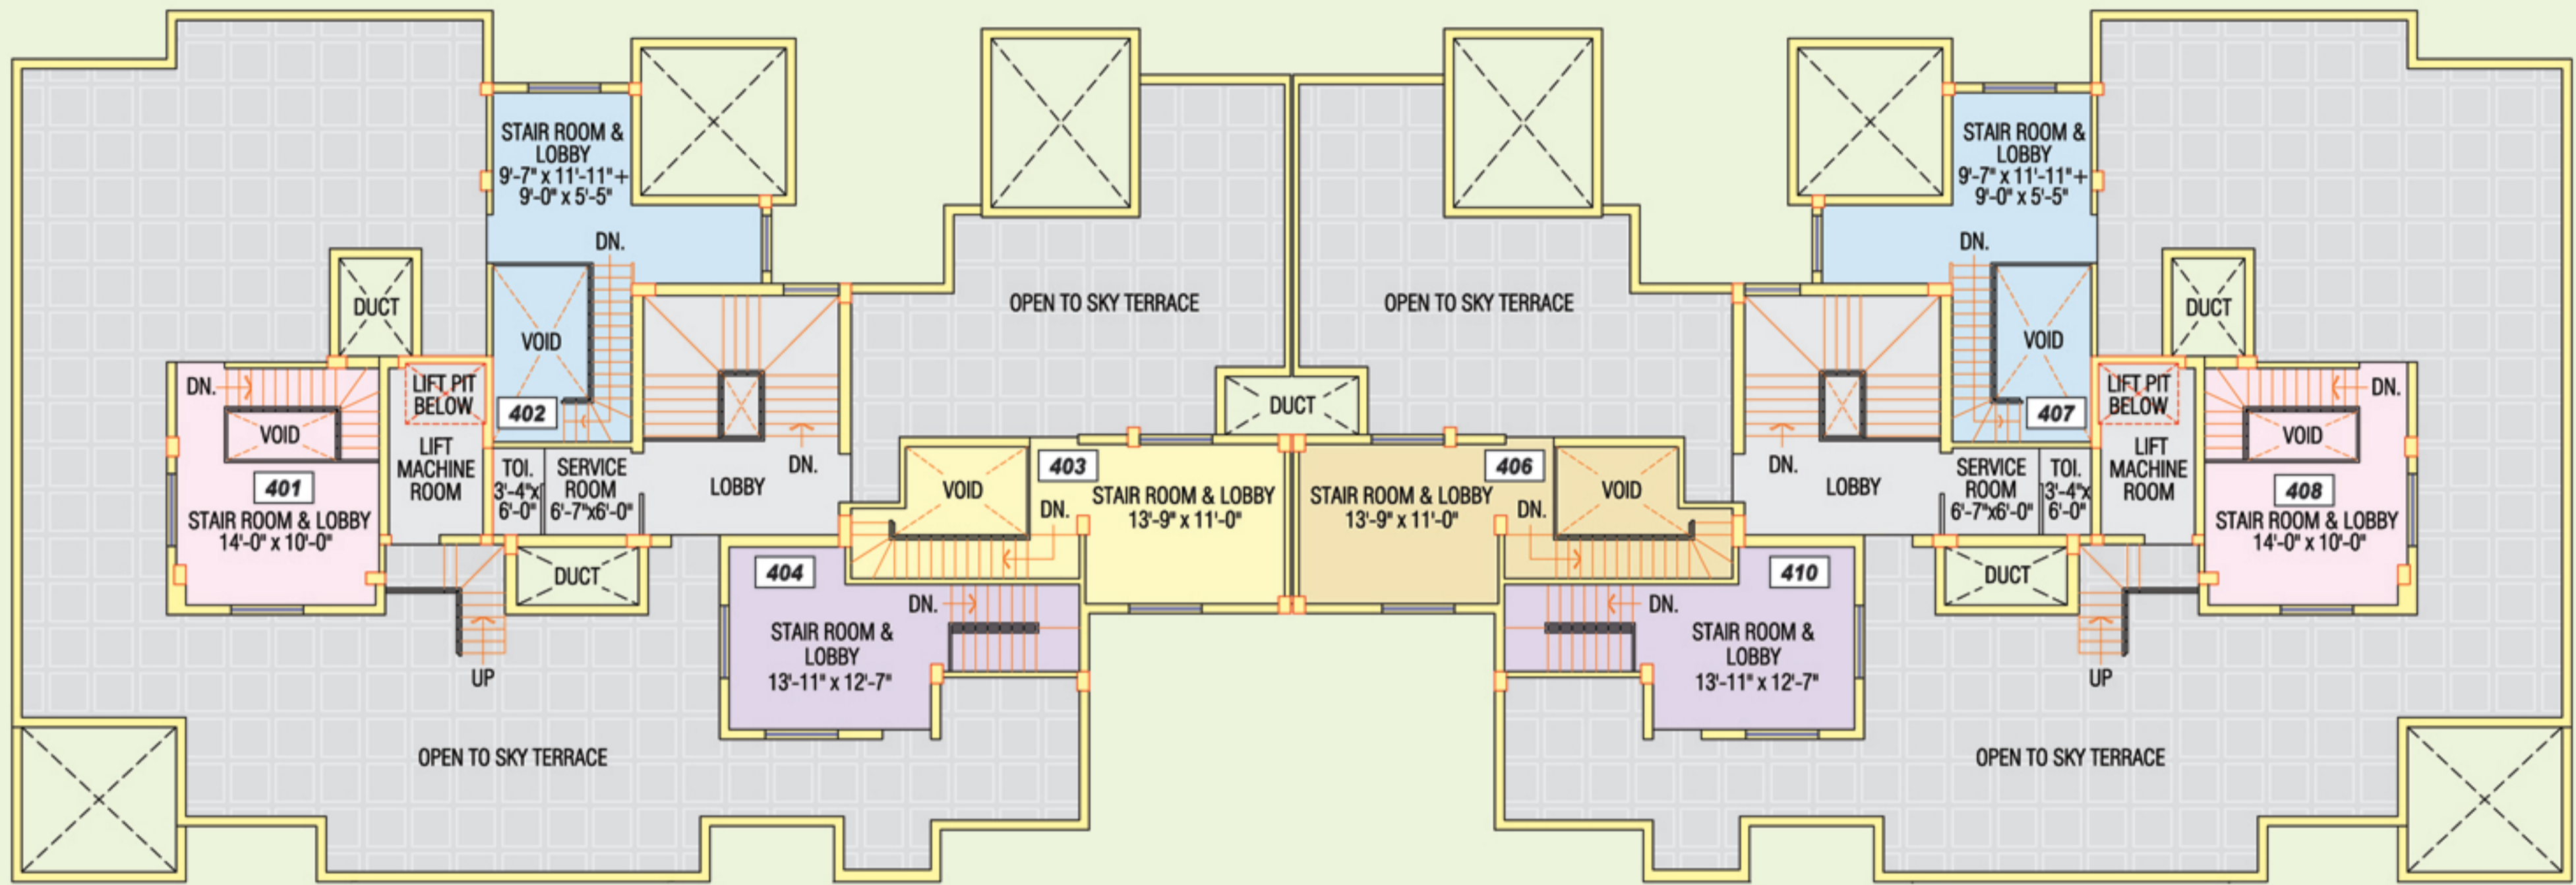 STAIR ROOM &
LOBBY
9'-7" x 11'-11"+
9'-0" x 5'-5"
DN.
DUCT
VOID
402
DN.
VOID
401
STAIR ROOM & LOBBY
14'-0" x 10'-0"
LIFT PIT
BELOW
LIFT
MACHINE
ROOM
TOI.
3'-4"x
6'-0"
SERVICE
ROOM
6'-7"x6'-0"
LOBBY
DN.
DUCT
UP
OPEN TO SKY TERRACE
OPEN TO SKY TERRACE
VOID
403
DN.
STAIR ROOM & LOBBY
13'-9" x 11'-0"
404
DN.
STAIR ROOM &
LOBBY
13'-11" x 12'-7"
DUCT
OPEN TO SKY TERRACE
406
STAIR ROOM & LOBBY
13'-9" x 11'-0"
DN.
VOID
410
DN.
STAIR ROOM &
LOBBY
13'-11" x 12'-7"
STAIR ROOM &
LOBBY
9'-7" x 11'-11"+
9'-0" x 5'-5"
DN.
VOID
407
DUCT
DN.
LOBBY
SERVICE
ROOM
6'-7"x6'-0"
TOI.
3'-4"x
6'-0"
LIFT PIT
BELOW
LIFT
MACHINE
ROOM
DN.
VOID
408
STAIR ROOM & LOBBY
14'-0" x 10'-0"
DUCT
UP
OPEN TO SKY TERRACE